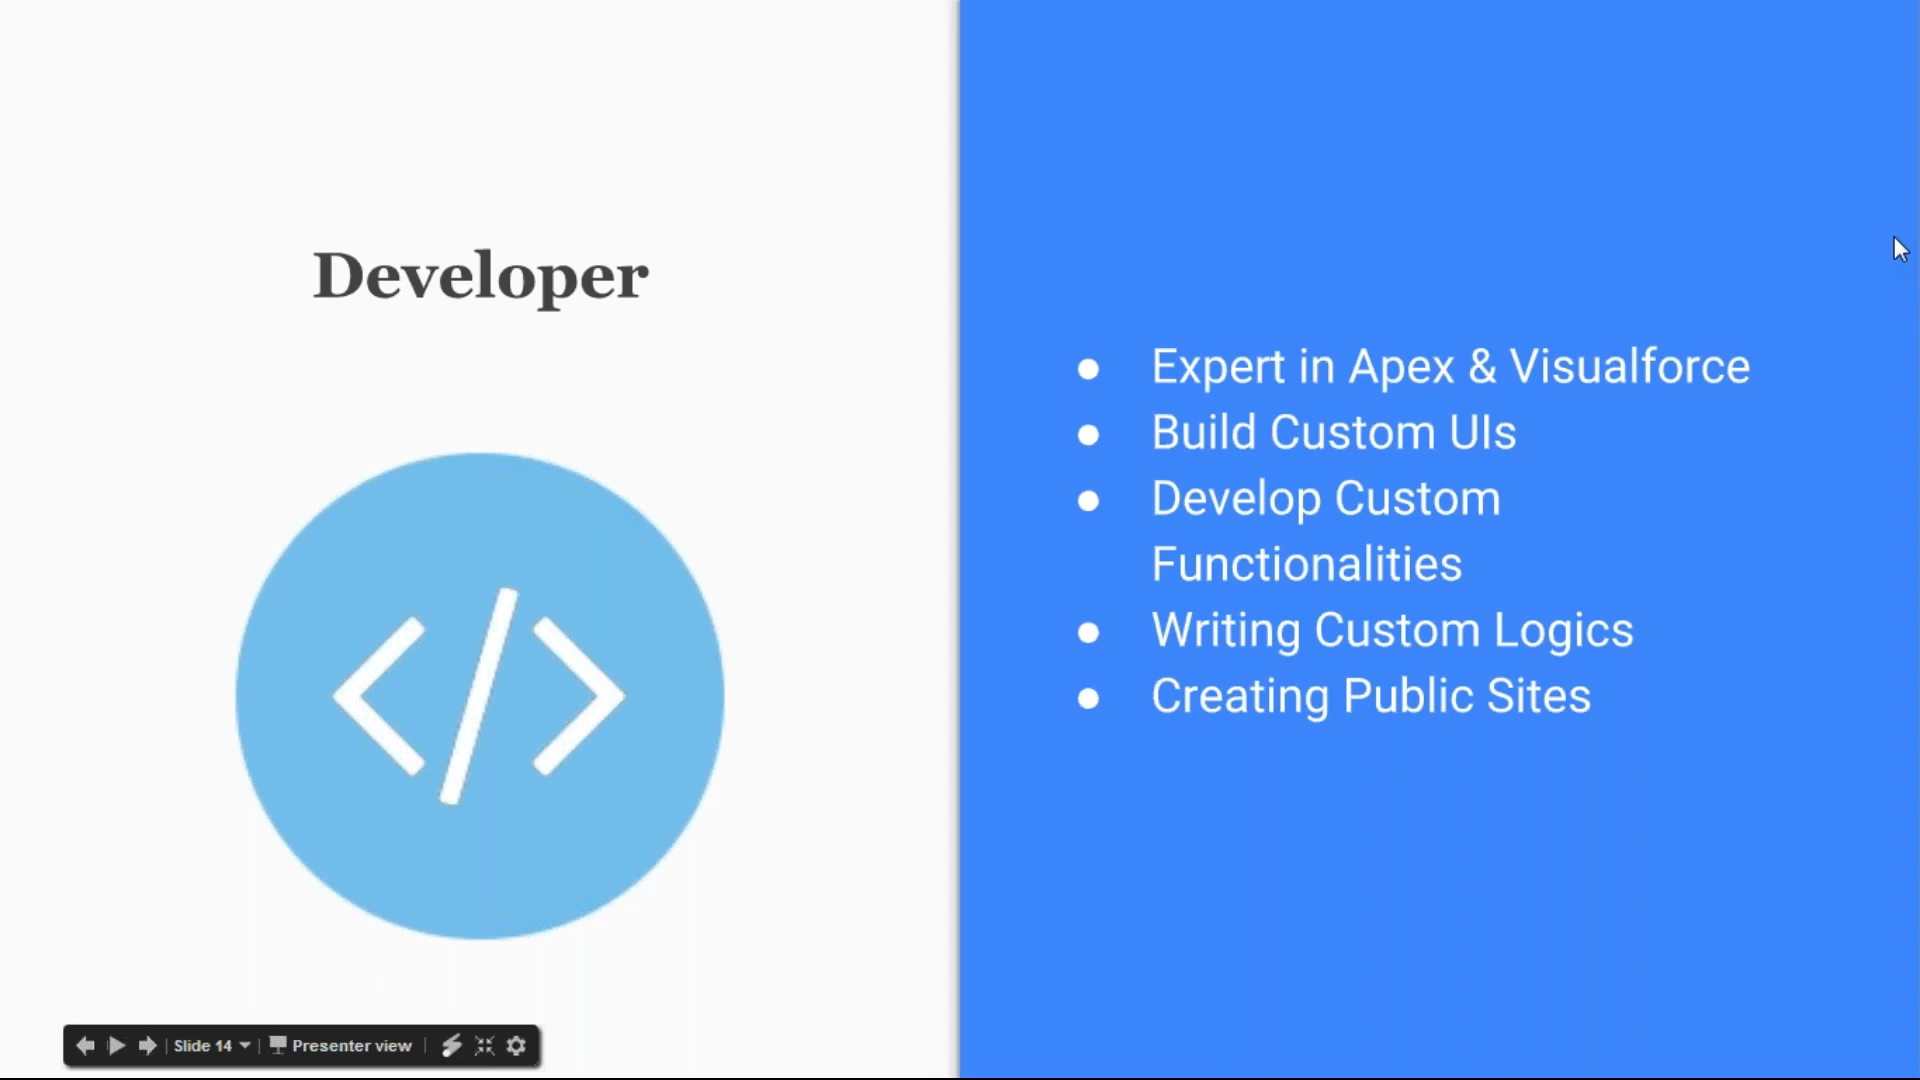 Developer
</>
● Expert in Apex & Visualforce
● Build Custom UIs
● Develop Custom
Functionalities
● Writing Custom Logics
● Creating Public Sites
Slide 14
Presenter view